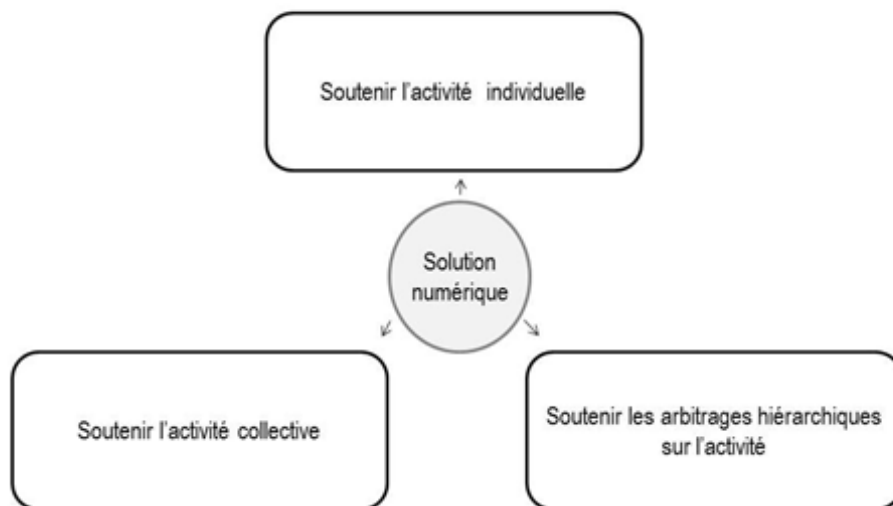 Soutenir l'activité individuelle
Solution
numérique
Soutenir l'activité collective
Soutenir les arbitrages hiérarchiques
sur l'activité